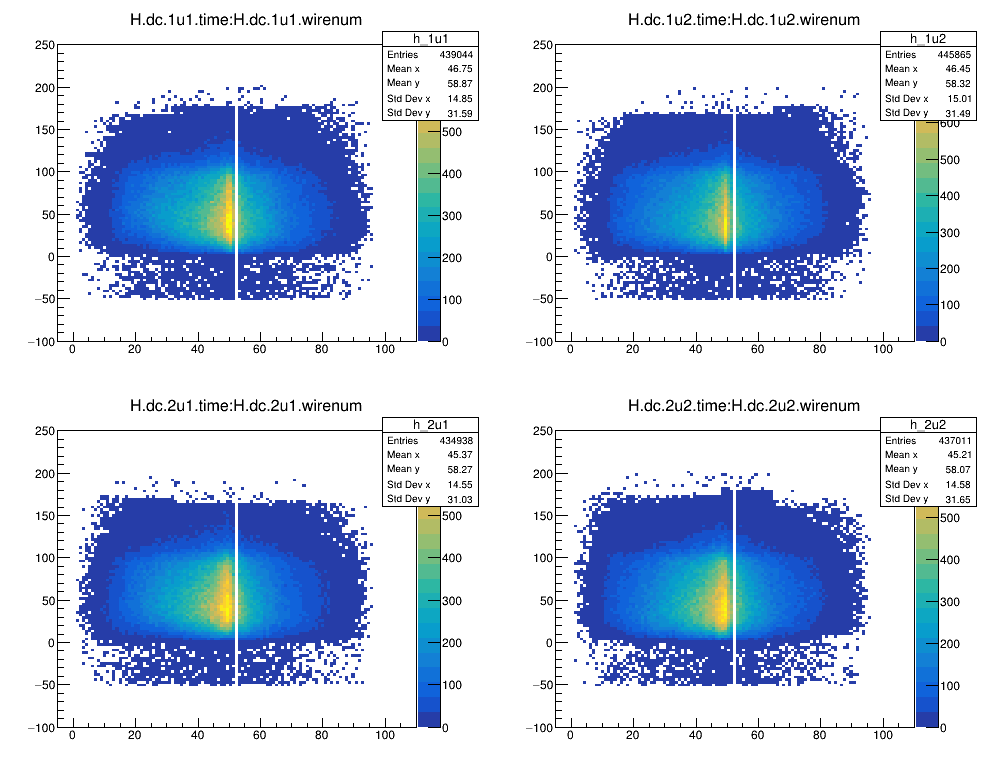 H.dc.1u1.time:H.dc.1u1.wirenum
h_1u1
Entries 439044
Mean x 46.75
Mean y 58.87
Std Dev x 14.85
Std Dev y 31.59
250
200
150
100
50
0
−50
−100
0 20 40 60 80 100
500
400
300
200
100
0
H.dc.1u2.time:H.dc.1u2.wirenum
h_1u2
Entries 445865
Mean x 46.45
Mean y 58.32
Std Dev x 15.01
Std Dev y 31.49
250
200
150
100
50
0
−50
−100
0 20 40 60 80 100
600
500
400
300
200
100
0
H.dc.2u1.time:H.dc.2u1.wirenum
h_2u1
Entries 434938
Mean x 45.37
Mean y 58.27
Std Dev x 14.55
Std Dev y 31.03
250
200
150
100
50
0
−50
−100
0 20 40 60 80 100
500
400
300
200
100
0
H.dc.2u2.time:H.dc.2u2.wirenum
h_2u2
Entries 437011
Mean x 45.21
Mean y 58.07
Std Dev x 14.58
Std Dev y 31.65
250
200
150
100
50
0
−50
−100
0 20 40 60 80 100
500
400
300
200
100
0